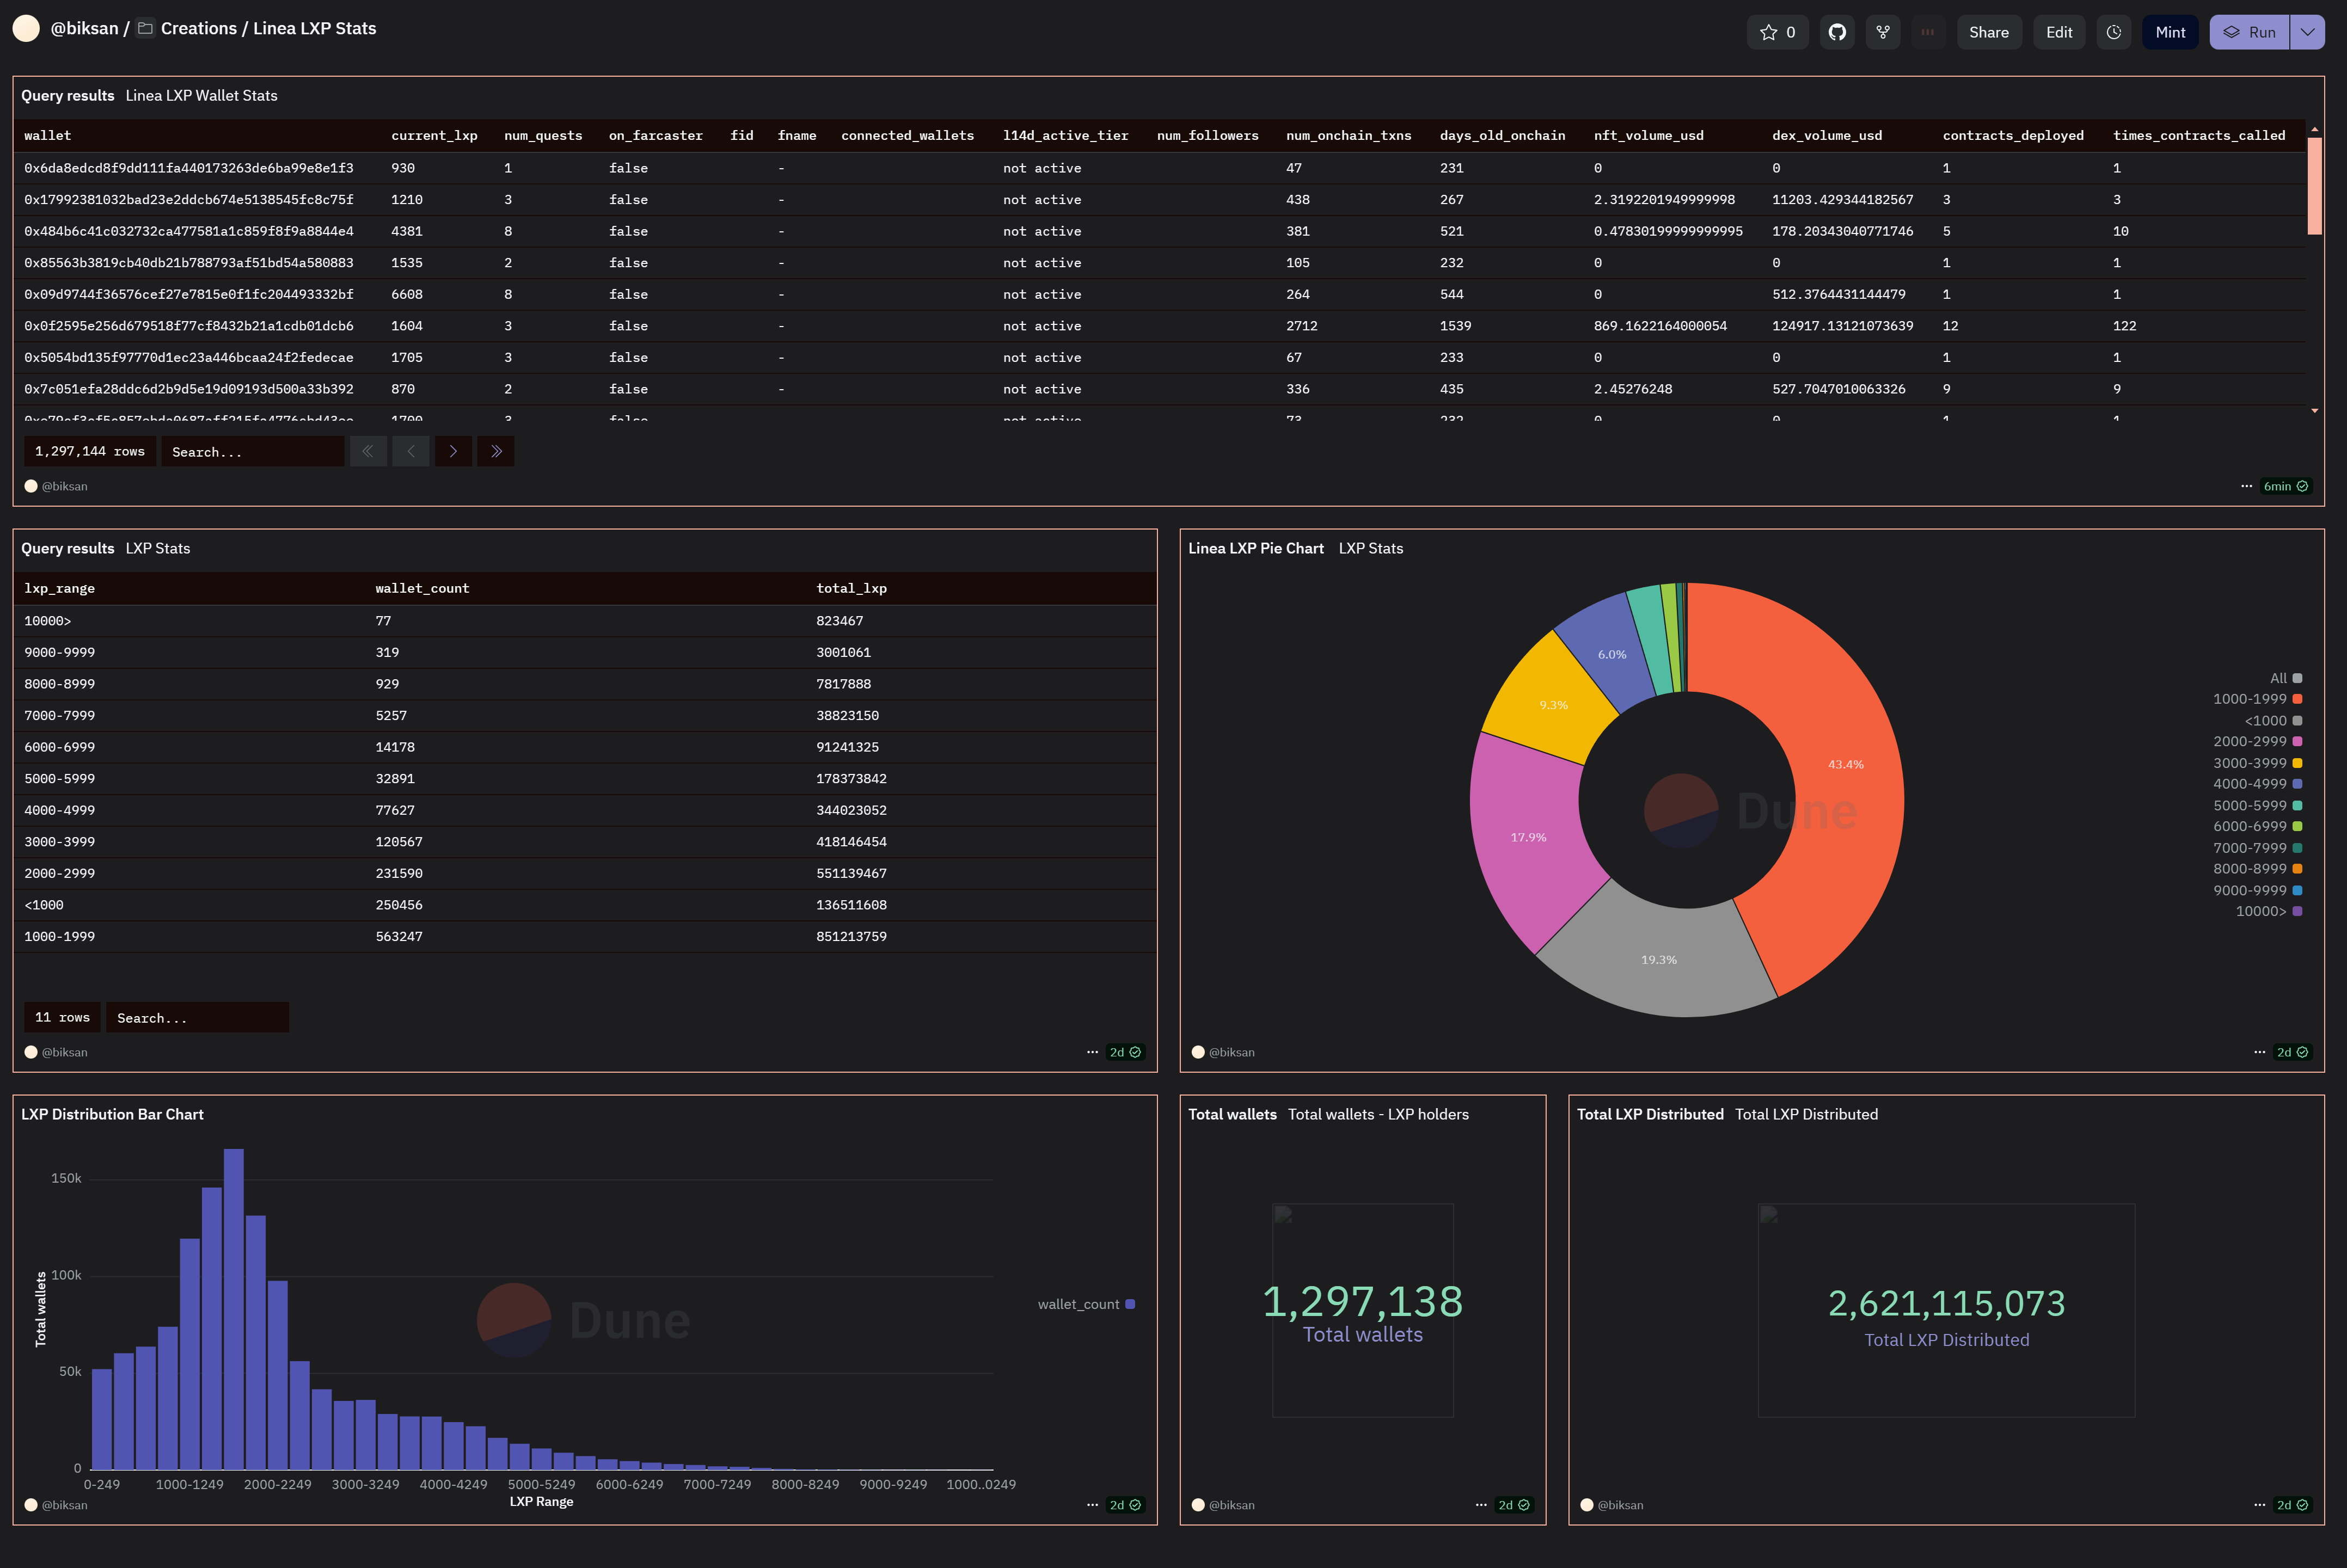 @biksan / Creations / Linea LXP Stats
0 Share Edit Mint Run
Query results Linea LXP Wallet Stats
wallet current_lxp num_quests on_farcaster fid fname connected_wallets l14d_active_tier num_followers num_onchain_txns days_old_onchain nft_volume_usd dex_volume_usd contracts_deployed times_contracts_called
0x6da8edcd8f9dd111fa440173263de6ba99e8e1f3 930 1 false - not active 47 231 0 0 1 1
0x17992381032bad23e2ddcb674e5138545fc8c75f 1210 3 false - not active 438 267 2.3192201949999998 11203.429344182567 3 3
0x484b6c41c032732ca477581a1c859f8f9a8844e4 4381 8 false - not active 381 521 0.47830199999999995 178.20343040771746 5 10
0x85563b3819cb40db21b788793af51bd54a580883 1535 2 false - not active 105 232 0 0 1 1
0x09d9744f36576cef27e7815e0f1fc204493332bf 6608 8 false - not active 264 544 0 512.3764431144479 1 1
0x0f2595e256d679518f77cf8432b21a1cdb01dcb6 1604 3 false - not active 2712 1539 869.1622164000054 124917.13121073639 12 122
0x5054bd135f97770d1ec23a446bcaa24f2fedecae 1705 3 false - not active 67 233 0 0 1 1
0x7c051efa28ddc6d2b9d5e19d09193d500a33b392 870 2 false - not active 336 435 2.45276248 527.7047010063326 9 9
1,297,144 rows Search...
@biksan 6min
Query results LXP Stats
lxp_range wallet_count total_lxp
10000> 77 823467
9000-9999 319 3001061
8000-8999 929 7817888
7000-7999 5257 38823150
6000-6999 14178 91241325
5000-5999 32891 178373842
4000-4999 77627 344023052
3000-3999 120567 418146454
2000-2999 231590 551139467
<1000 250456 136511608
1000-1999 563247 851213759
11 rows Search...
@biksan 2d
Linea LXP Pie Chart LXP Stats
6.0%
9.3%
43.4%
17.9%
19.3%
Dune
All
1000-1999
<1000
2000-2999
3000-3999
4000-4999
5000-5999
6000-6999
7000-7999
8000-8999
9000-9999
10000>
@biksan 2d
LXP Distribution Bar Chart
Total wallets
150k
100k
50k
0
Dune
wallet_count
0-249 1000-1249 2000-2249 3000-3249 4000-4249 5000-5249 6000-6249 7000-7249 8000-8249 9000-9249 1000..0249
LXP Range
@biksan 2d
Total wallets Total wallets - LXP holders
1,297,138
Total wallets
@biksan 2d
Total LXP Distributed Total LXP Distributed
2,621,115,073
Total LXP Distributed
@biksan 2d